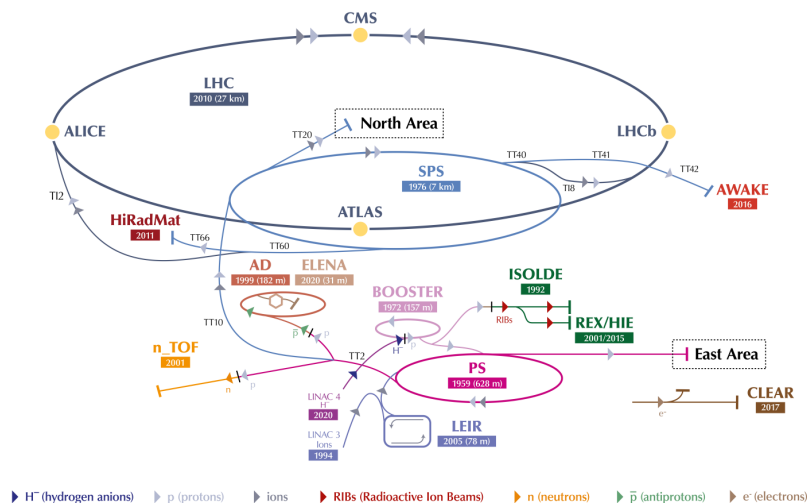 CMS
LHC
2010 (27 km)
ALICE
TT20
North Area
LHCb
TT40
TT41
SPS
1976 (7 km)
TI8
TT42
TI2
AWAKE
2016
HiRadMat
2011
TT66
ATLAS
TT60
AD
1999 (182 m)
ELENA
2020 (31 m)
ISOLDE
1992
BOOSTER
1972 (157 m)
RIBs
REX/HIE
2001/2015
TT10
p
p
p
H-
TT2
East Area
n_TOF
2001
n
p
PS
1959 (628 m)
LINAC 4
H-
2020
CLEAR
2017
e-
LINAC 3
Ions
1994
LEIR
2005 (78 m)
H- (hydrogen anions)
p (protons)
ions
RIBs (Radioactive Ion Beams)
n (neutrons)
p̅ (antiprotons)
e- (electrons)